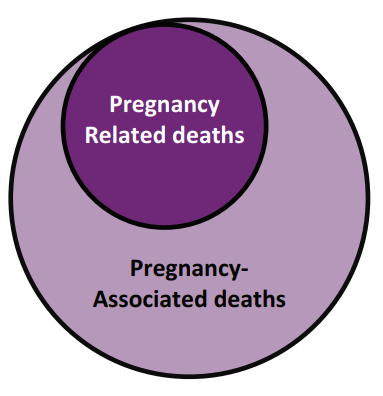 Pregnancy
Related deaths
Pregnancy-
Associated deaths